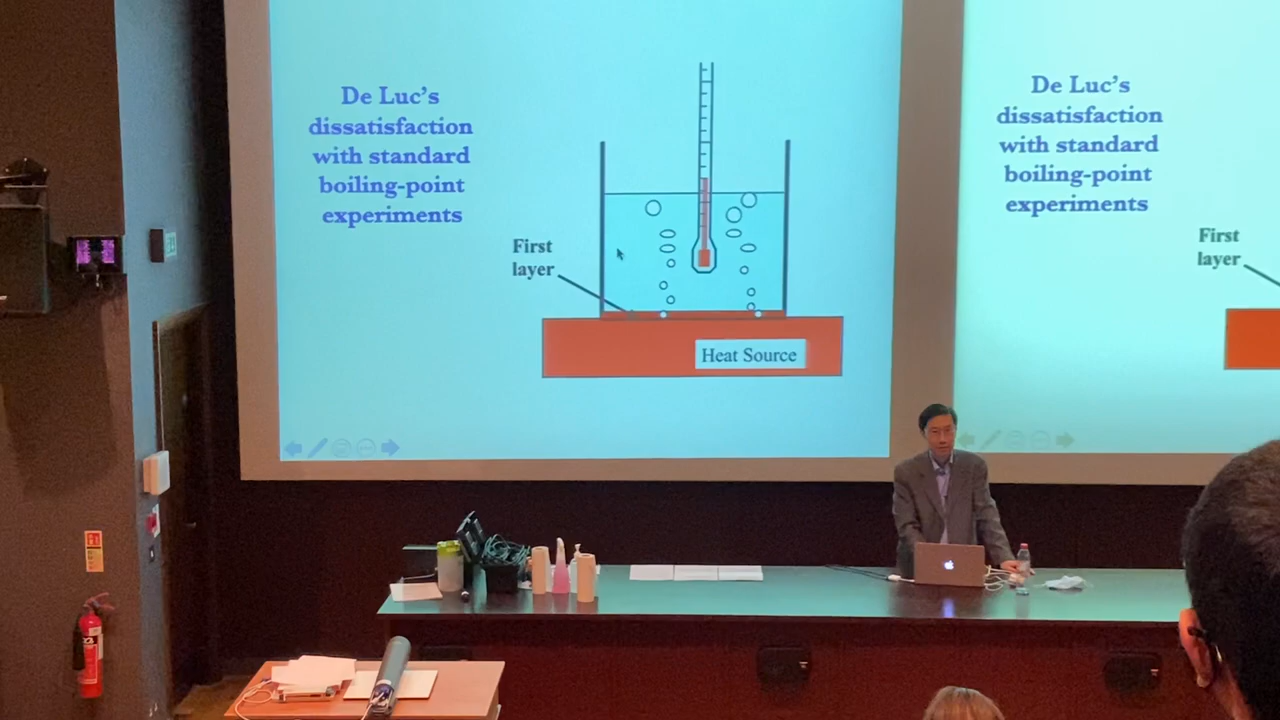 De Luc's
dissatisfaction
with standard
boiling-point
experiments
First
layer
Heat Source
De Luc's
dissatisfaction
with standard
boiling-point
experiments
First
layer